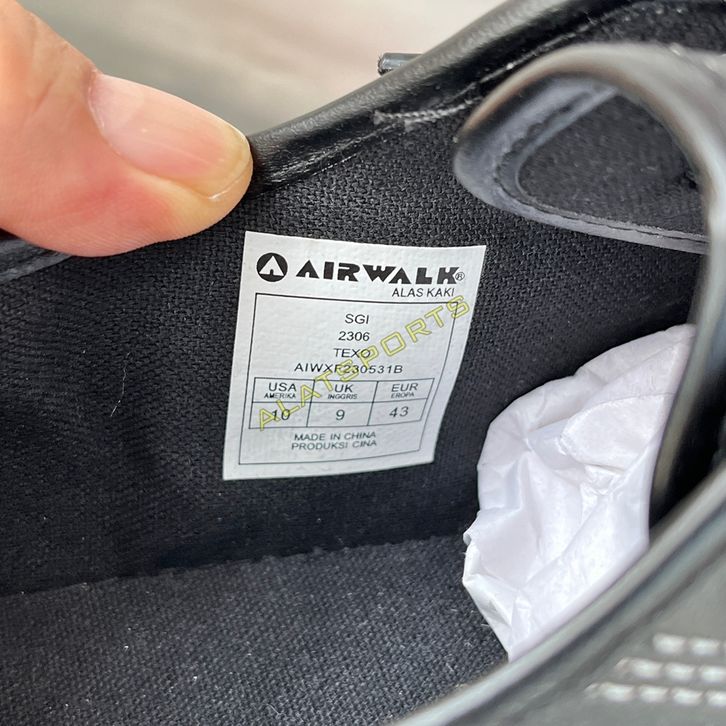 AIRWALK®
ALAS KAKI
SGI
2306
TEXO
AIWXF230531B
USA UK EUR
AMERIKA INGGRIS EROPA
10 9 43
MADE IN CHINA
PRODUKSI CINA
ALATSPORTS